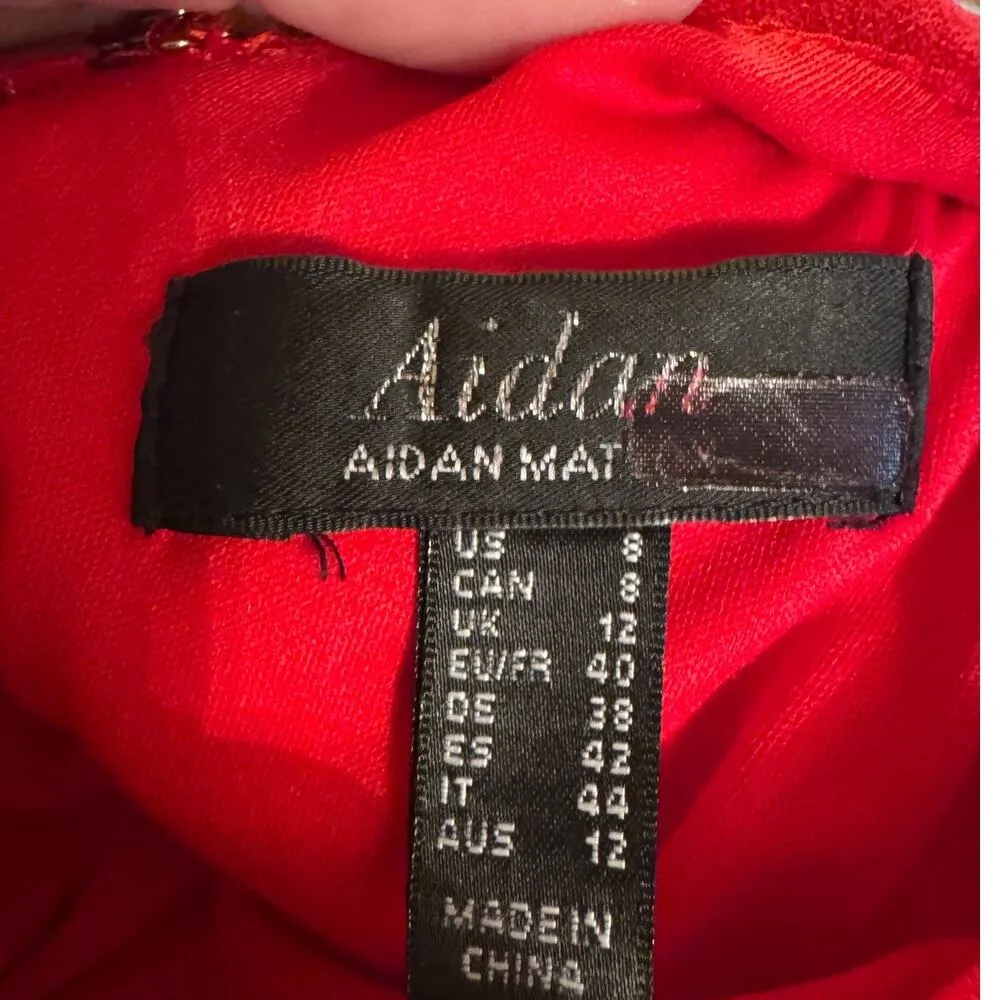 Aidan
AIDAN MAT
US 8
CAN 8
UK 12
EU/FR 40
DE 38
ES 42
IT 44
AUS 12
MADE IN
CHINA